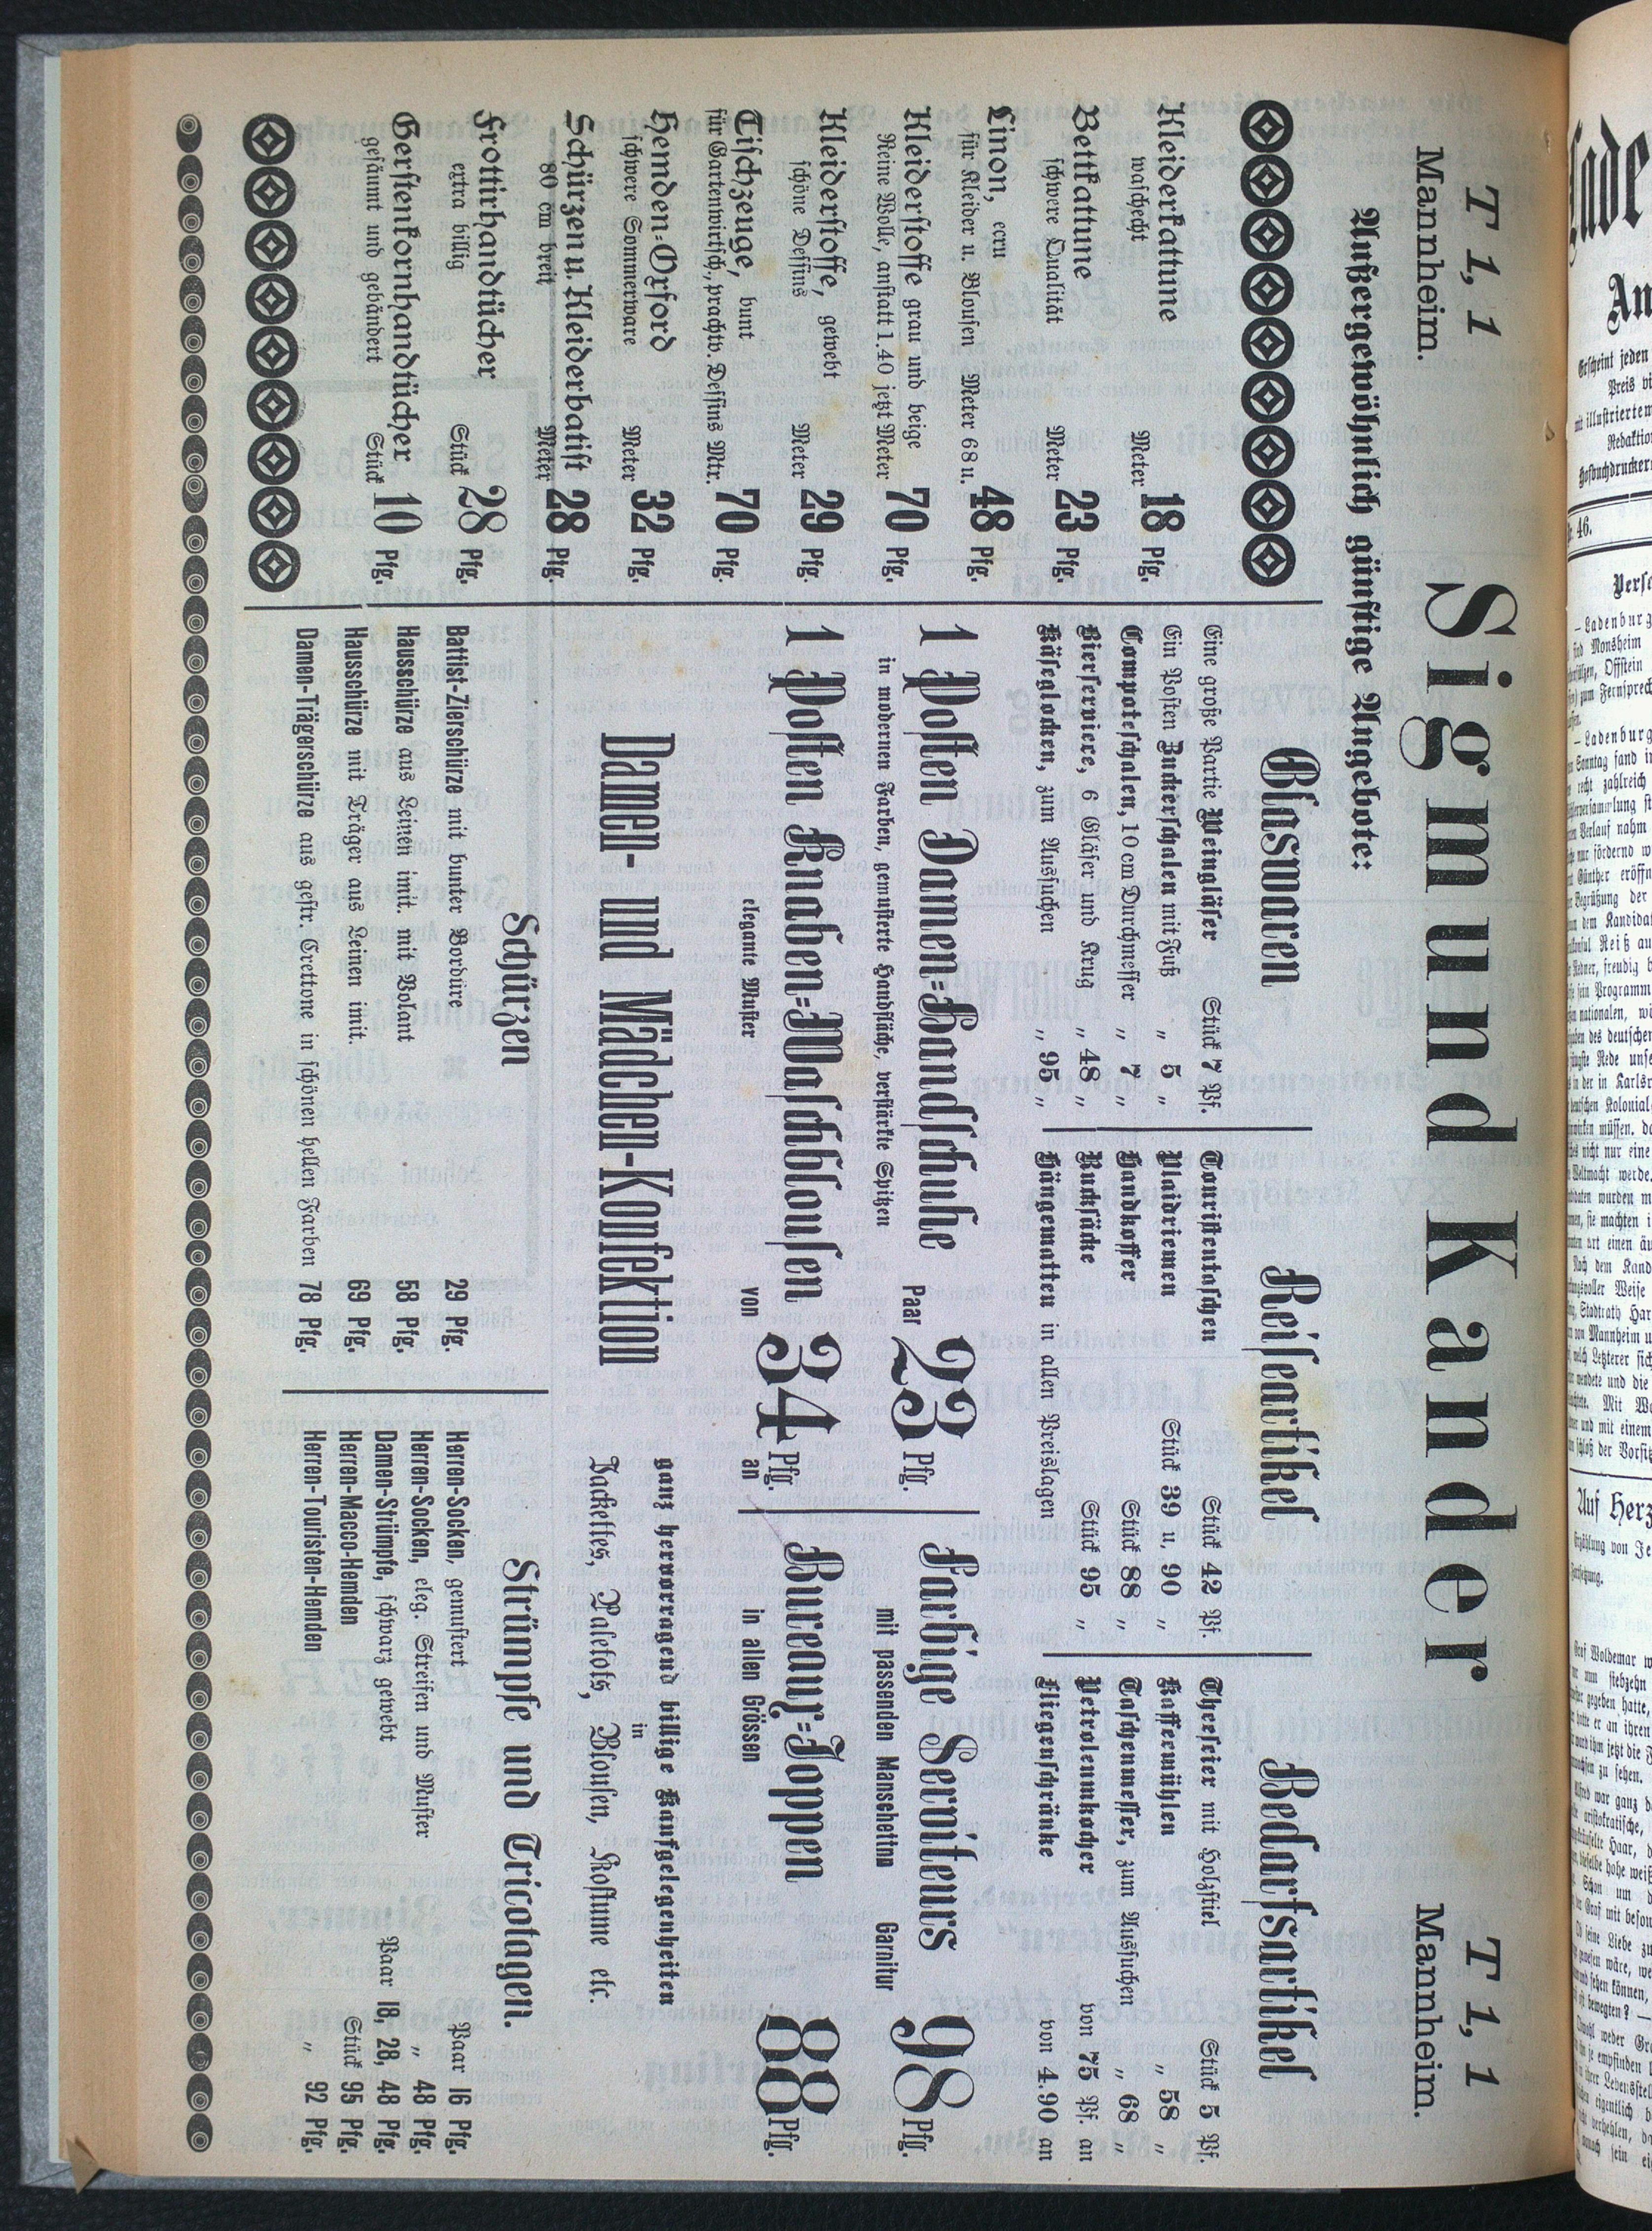 T 1, 1
Mannheim.
Sigmund Kander
T 1, 1
Mannheim.
Außergewöhnlich günstige Angebote:
Kleiderkattune
waschecht Meter 18 Pfg.
Bettkattune
schwere Qualität Meter 23 Pfg.
Linon, ecru
für Kleider u. Blousen Meter 68 u. 48 Pfg.
Kleiderstoffe grau und beige
Reine Wolle, anstatt 1.40 jetzt Meter 70 Pfg.
Kleiderstoffe, gewebt
schöne Dessins Meter 29 Pfg.
Tischzeuge, bunt
für Gartenwirtsch., prachtv. Dessins Mtr. 70 Pfg.
Hemden-Oxford
schwere Sommerware Meter 32 Pfg.
Schürzen u. Kleiderbatist
80 cm breit Meter 28 Pfg.
Frottirhandtücher
extra billig Stück 28 Pfg.
Gerstenkornhandtücher
gesäumt und gebändert Stück 10 Pfg.
Glaswaren
Eine große Partie Weingläser Stück 7 Pf.
Ein Posten Zuckerschalen mit Fuß „ 5 „
Compoteschalen, 10 cm Durchmesser „ 7 „
Bierserviere, 6 Gläser und Krug „ 48 „
Käseglocken, zum Aussuchen „ 95 „
Reiseartikel
Touristentaschen Stück 42 Pf.
Plaidriemen Stück 39 u. 90 „
Handkoffer Stück 88 „
Rucksäcke Stück 95 „
Hängematten in allen Preislagen
Bedarfsartikel
Theeseier mit Holzstiel Stück 5 Pf.
Kaffeemühlen „ 58 „
Taschenmesser, zum Aussuchen „ 68 „
Petroleumkocher von 75 Pf. an
Fliegenschränke von 4.90 an
1 Posten Damen-Handschuhe
in modernen Farben, gemusterte Handfläche, verstärkte Spitzen
Paar 23 Pfg.
Farbige Serviteurs
mit passenden Manschettnn Garnitur 98 Pfg.
1 Posten Knaben-Waschblousen
elegante Muster von 34 Pfg. an
Bureaux-Joppen
in allen Grössen 88 Pfg.
Damen- und Mädchen-Konfektion
ganz hervorragend billige Kaufgelegenheiten
in
Jackettes, Paletots, Blousen, Kostume etc.
Schürzen
Battist-Zierschürze mit bunter Bordüre 29 Pfg.
Hausschürze aus Leinen imit. mit Volant 58 Pfg.
Hausschürze mit Träger aus Leinen imit. 69 Pfg.
Damen-Trägerschürze aus gestr. Crettone in schönen hellen Farben 78 Pfg.
Strümpfe und Tricotagen.
Herren-Socken, gemustert Paar 16 Pfg.
Herren-Socken, eleg. Streifen und Muster „ 48 Pfg.
Damen-Strümpfe, schwarz gewebt Paar 18, 28, 48 Pfg.
Herren-Macco-Hemden Stück 95 Pfg.
Herren-Touristen-Hemden „ 92 Pfg.